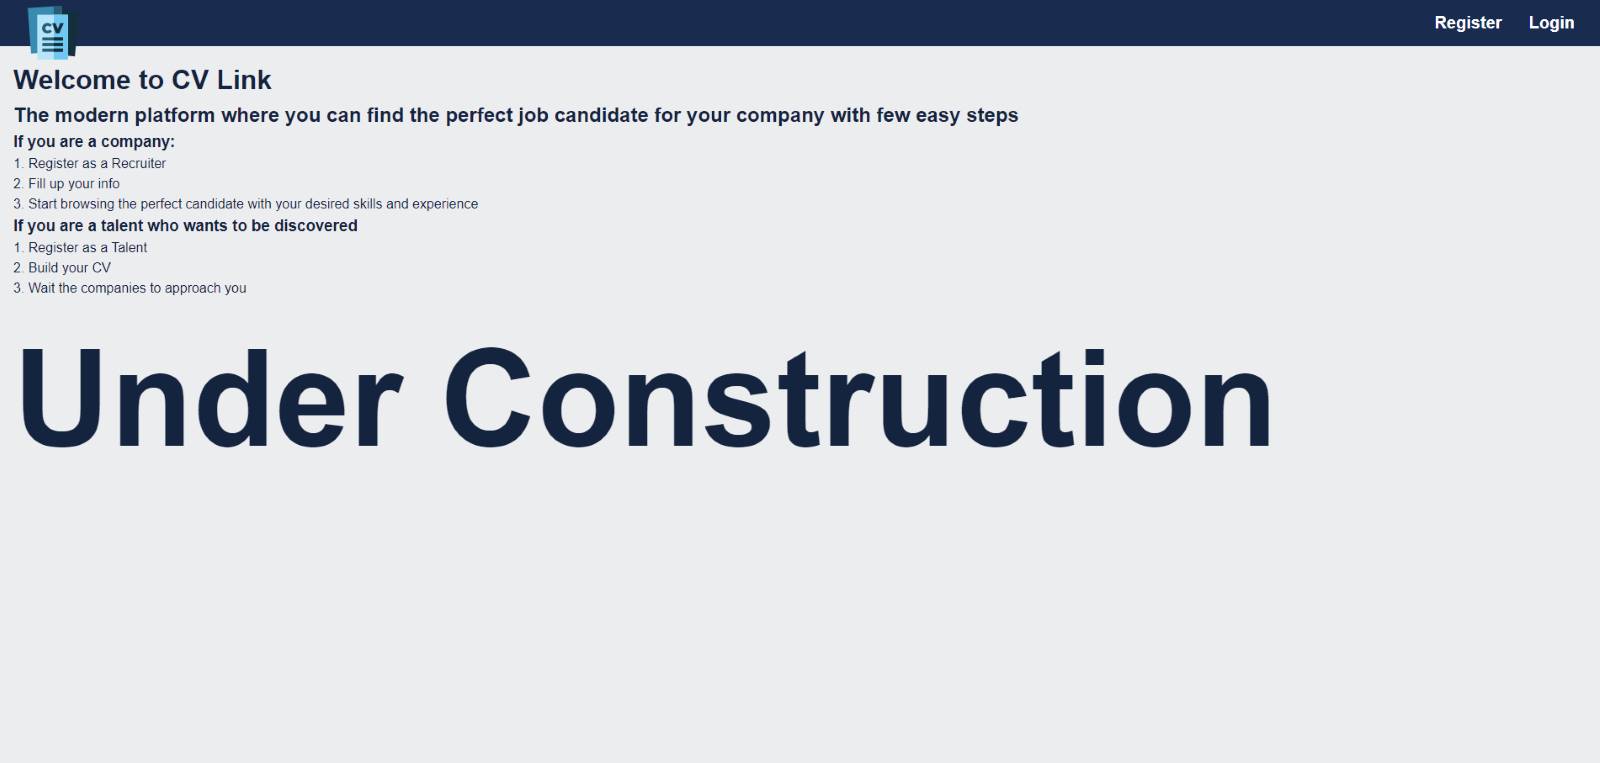 CV
Register
Login
Welcome to CV Link
The modern platform where you can find the perfect job candidate for your company with few easy steps
If you are a company:
1. Register as a Recruiter
2. Fill up your info
3. Start browsing the perfect candidate with your desired skills and experience
If you are a talent who wants to be discovered
1. Register as a Talent
2. Build your CV
3. Wait the companies to approach you
Under Construction